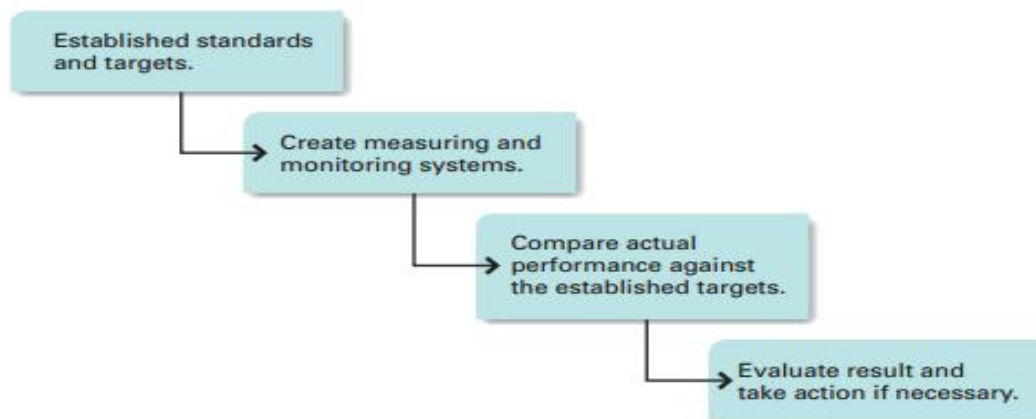 Established standards
and targets.
Create measuring and
monitoring systems.
Compare actual
performance against
the established targets.
Evaluate result and
take action if necessary.